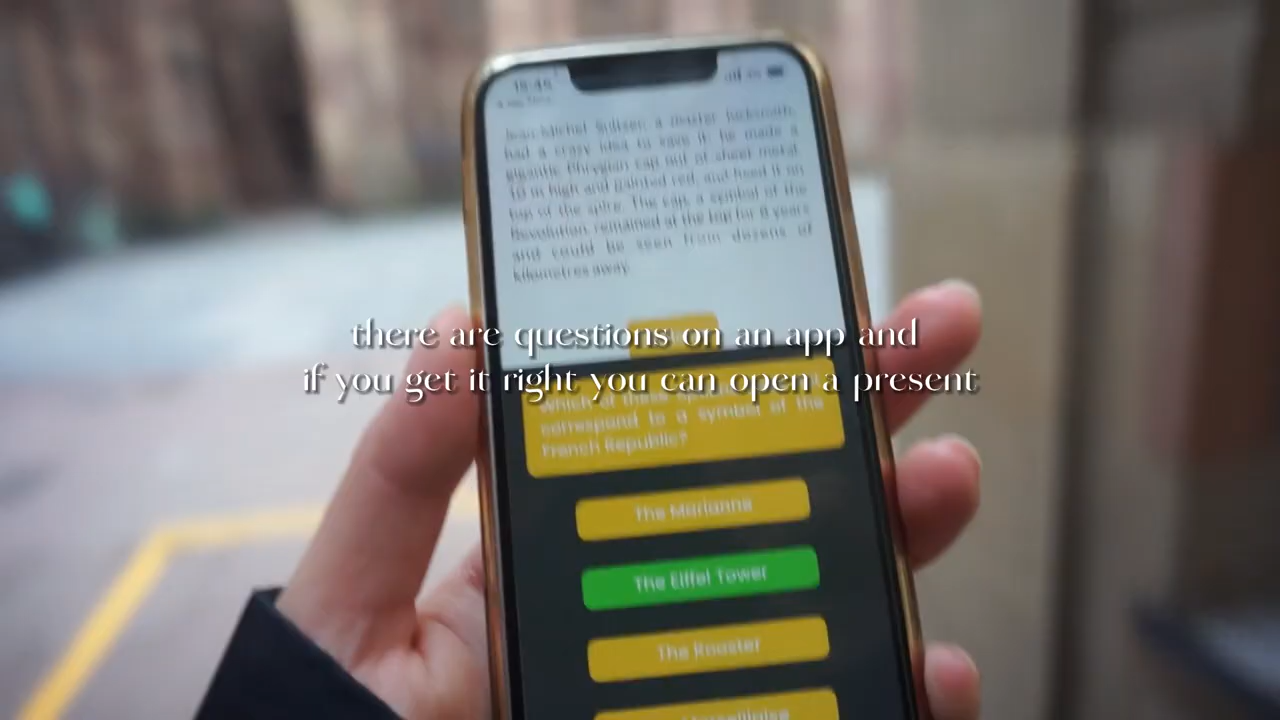 15:45
Jean-Michel Sultzer, a master locksmith,
had a crazy idea to save it: he made a
gigantic Phrygian cap out of sheet metal,
10 m high and painted red, and fixed it on
top of the spire. The cap, a symbol of the
Revolution, remained at the top for 8 years
and could be seen from dozens of
kilometres away.
there are questions on an app and
if you get it right you can open a present
Which of these
correspond to a symbol of the
French Republic?
The Marianne
The Eiffel Tower
The Rooster